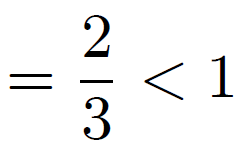 = 2/3 < 1